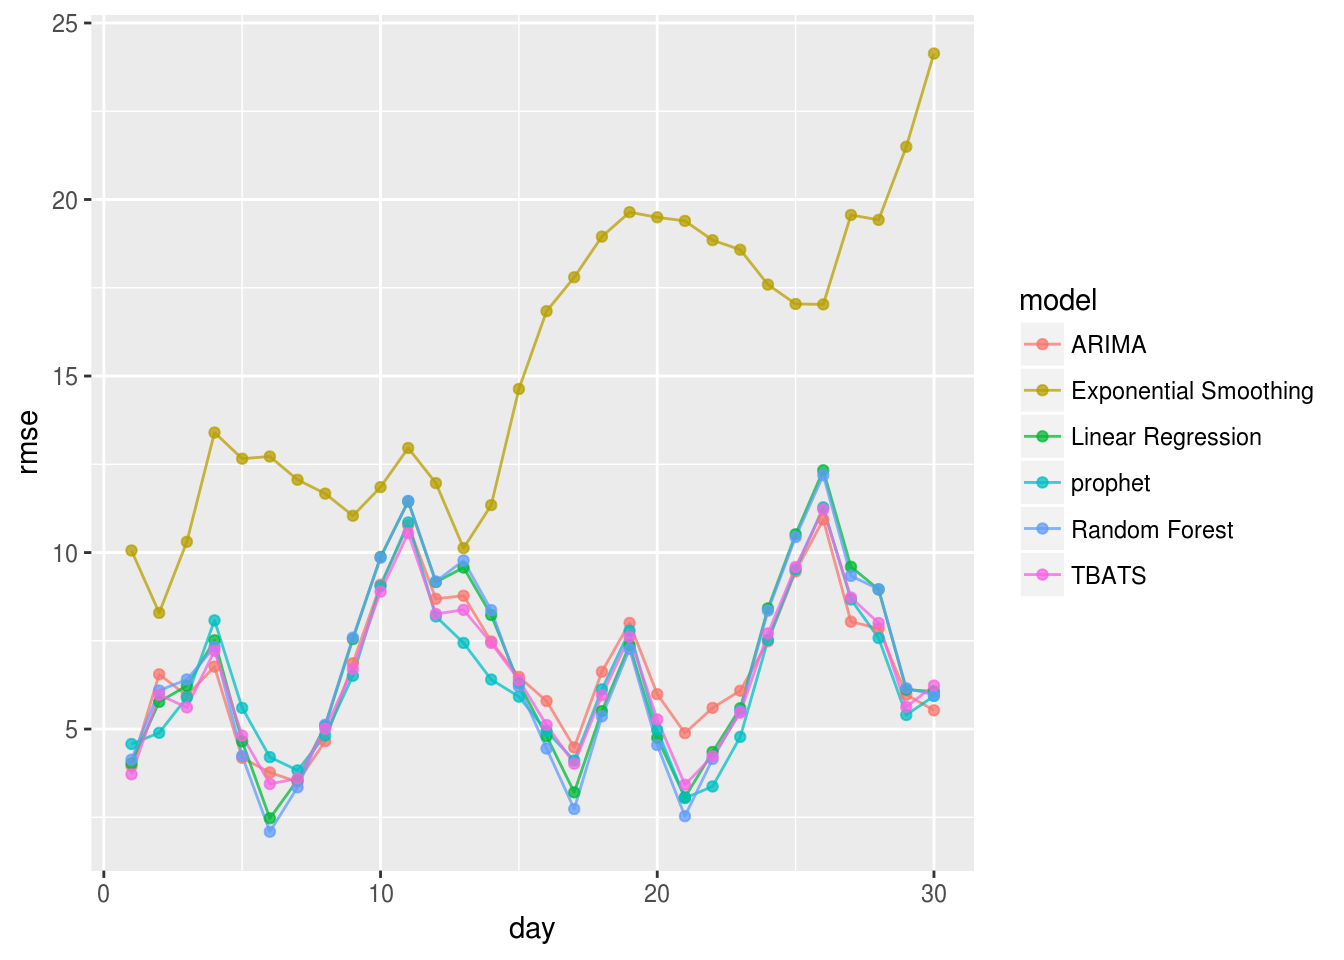 25
20
15
10
5
rmse
0
10
20
30
day
model
ARIMA
Exponential Smoothing
Linear Regression
prophet
Random Forest
TBATS